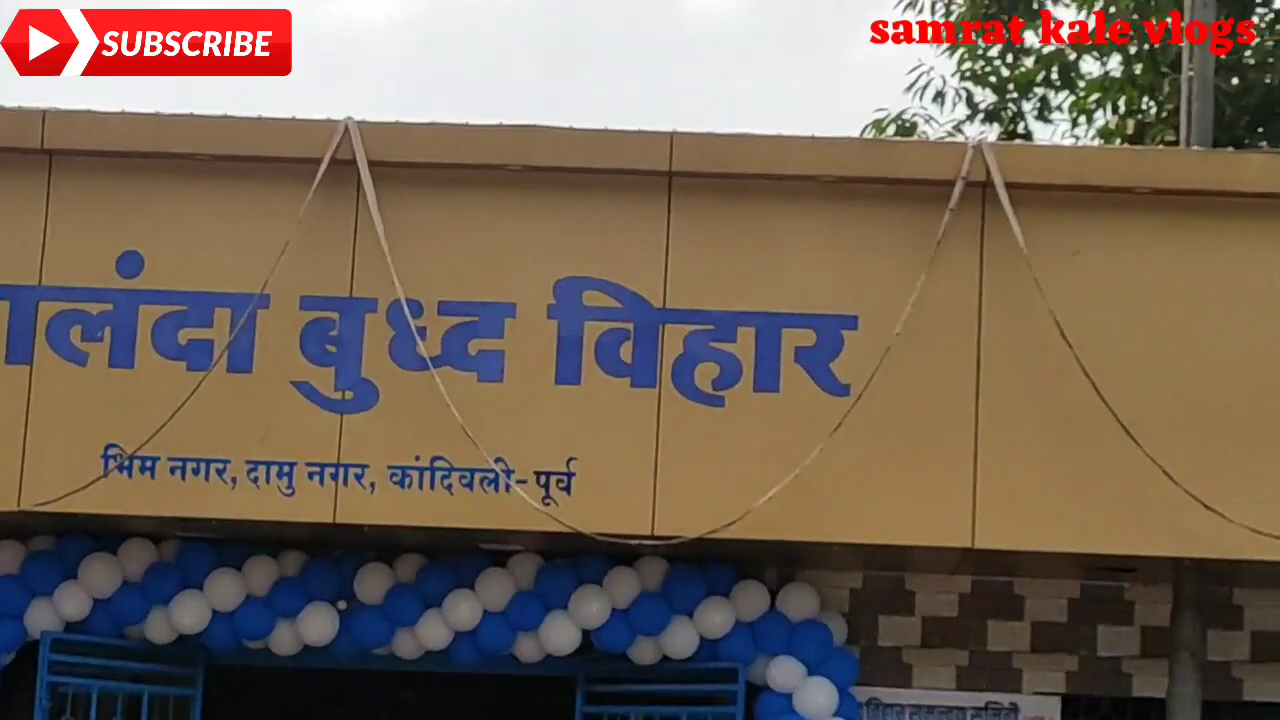 SUBSCRIBE
samrat kale vlogs
ालंदा बुध्द विहार
भिम नगर, दामु नगर, कांदिवली-पूर्व